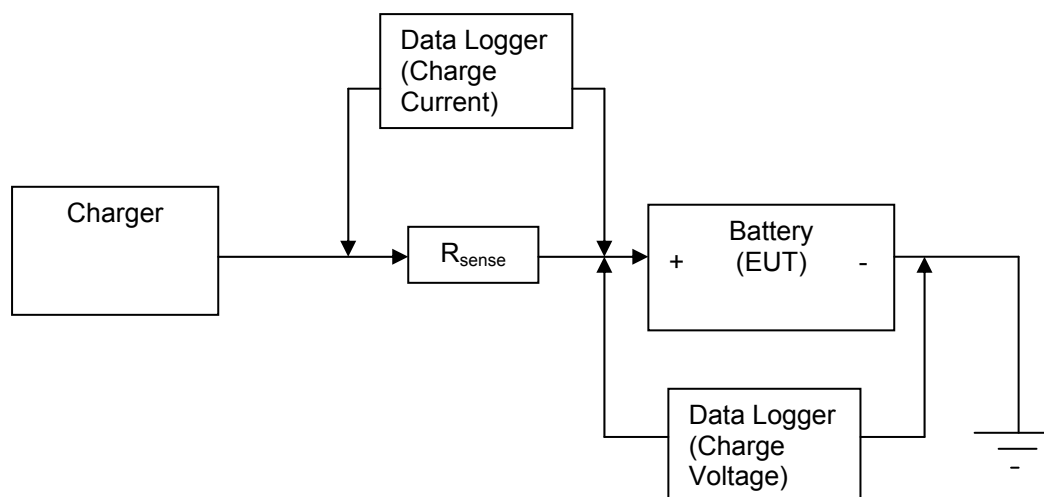 Data Logger
(Charge
Current)
Charger
Rsense
Battery
(EUT)
+ -
Data Logger
(Charge
Voltage)
-